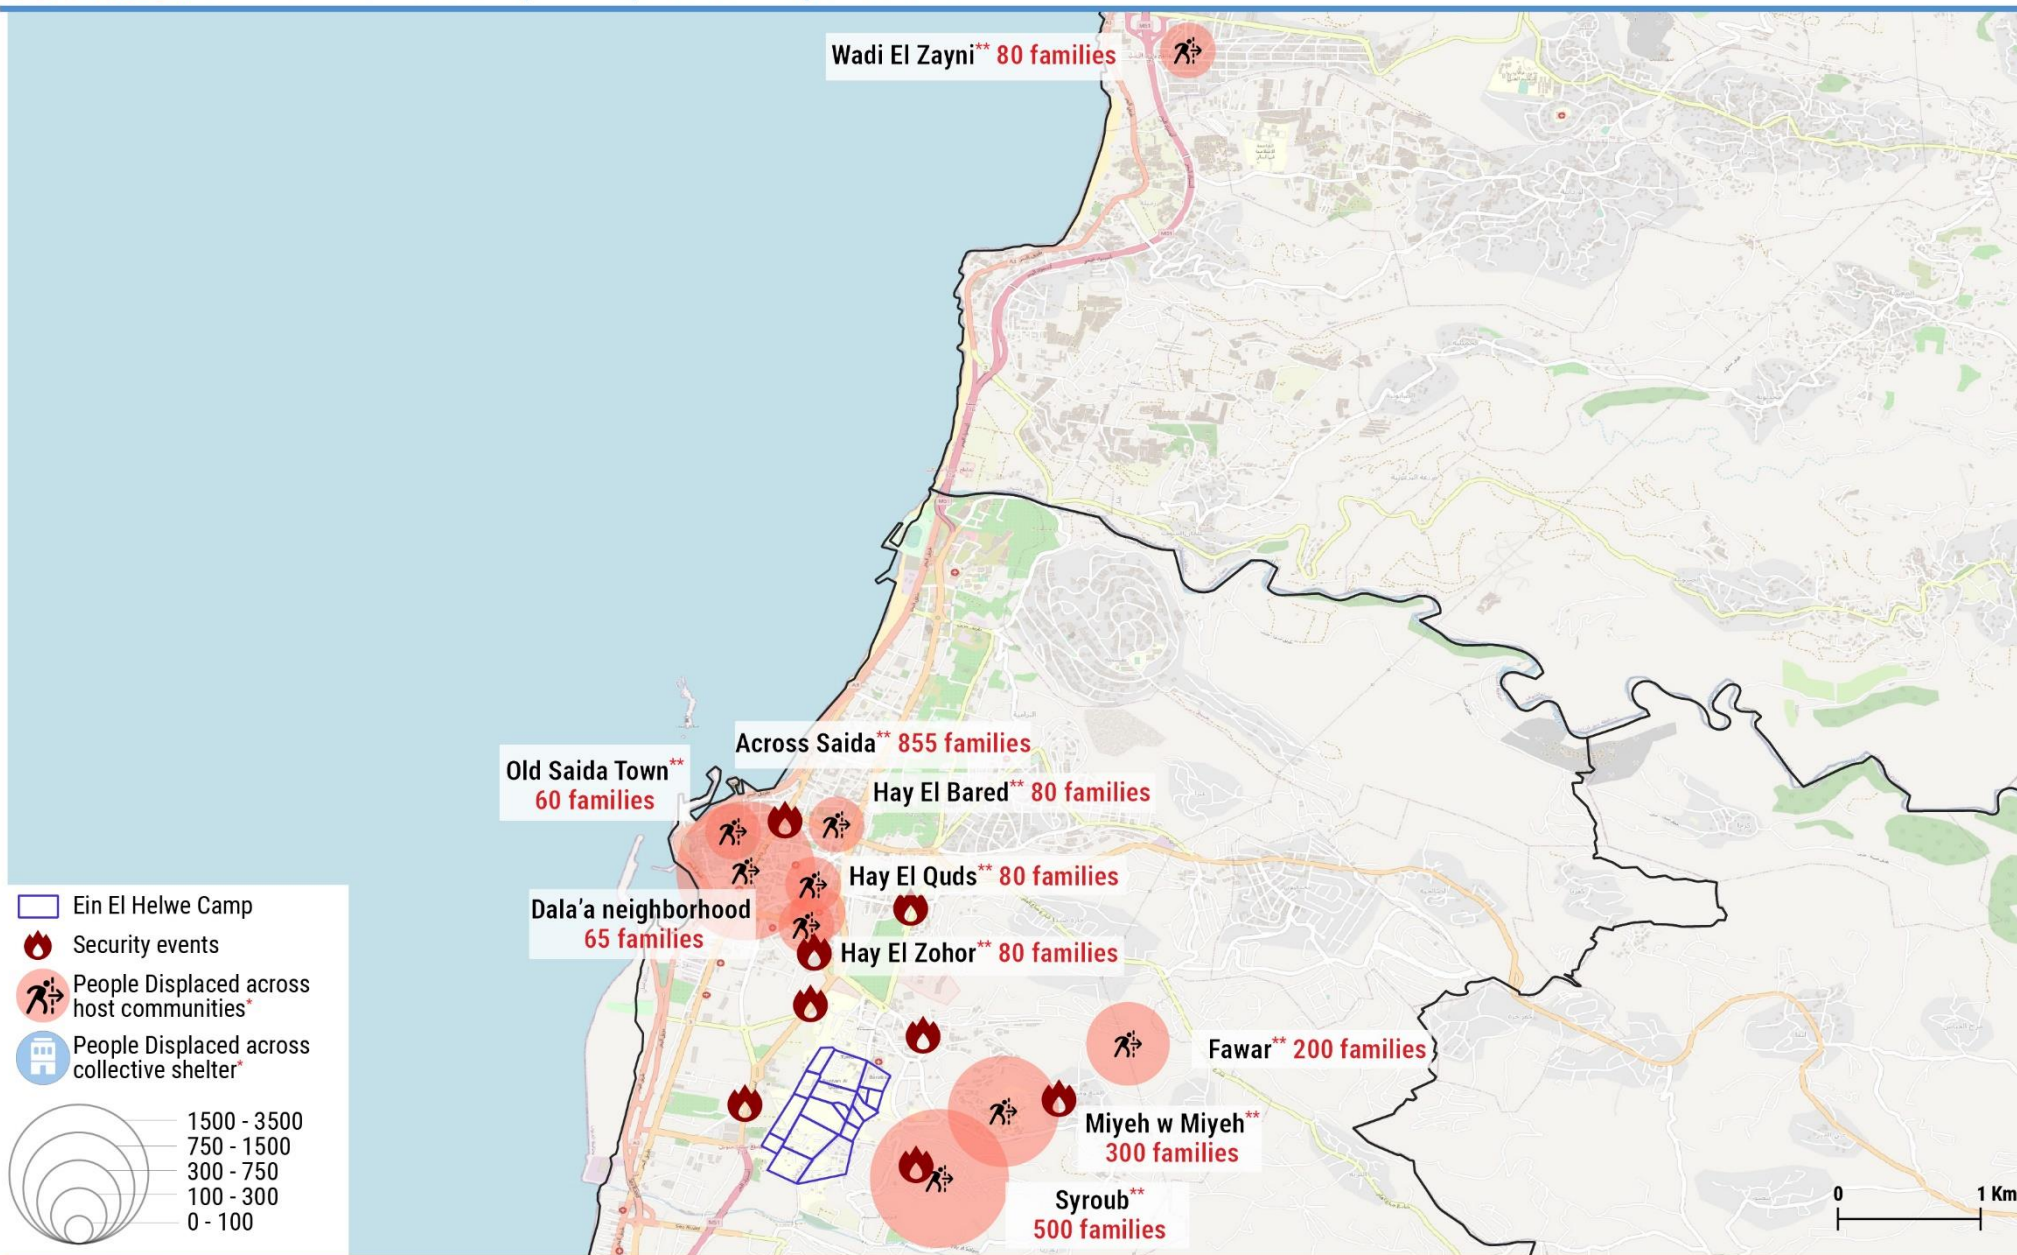 Wadi El Zayni** 80 families
Across Saida** 855 families
Old Saida Town**
60 families
Hay El Bared** 80 families
Hay El Quds** 80 families
Dala'a neighborhood
65 families
Hay El Zohor** 80 families
Fawar** 200 families
Miyeh w Miyeh**
300 families
Syroub**
500 families
Ein El Helwe Camp
Security events
People Displaced across
host communities*
People Displaced across
collective shelter*
1500 - 3500
750 - 1500
300 - 750
100 - 300
0 - 100
0 1 Km